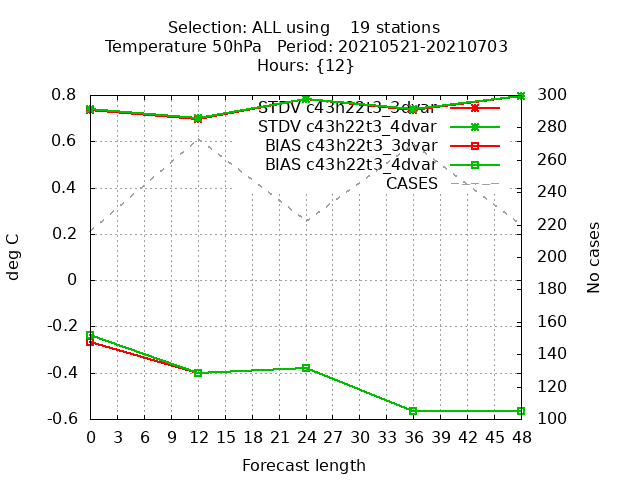 Selection: ALL using    19 stations
Temperature 50hPa   Period: 20210521-20210703
Hours: {12}
STDV c43h22t3_3dvar
STDV c43h22t3_4dvar
BIAS c43h22t3_3dvar
BIAS c43h22t3_4dvar
CASES
deg C
0.8
0.6
0.4
0.2
0
-0.2
-0.4
-0.6
300
280
260
240
220
200
180
160
140
120
100
No cases
0 3 6 9 12 15 18 21 24 27 30 33 36 39 42 45 48
Forecast length